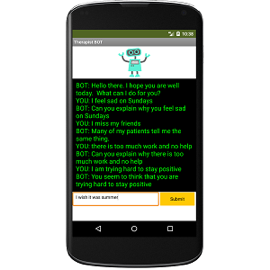 10:30
Therapist BOT
BOT: Hello there. I hope you are well
today.  What can I do for you?
YOU: I feel sad on Sundays
BOT: Can you explain why you feel sad
on Sundays
YOU: I miss my friends
BOT: Many of my patients tell me the
same thing.
YOU: there is too much work and no help
BOT: Can you explain why there is too
much work and no help
YOU: I am trying hard to stay positive
BOT: You seem to think that you are
trying hard to stay positive
I wish it was summer
Submit